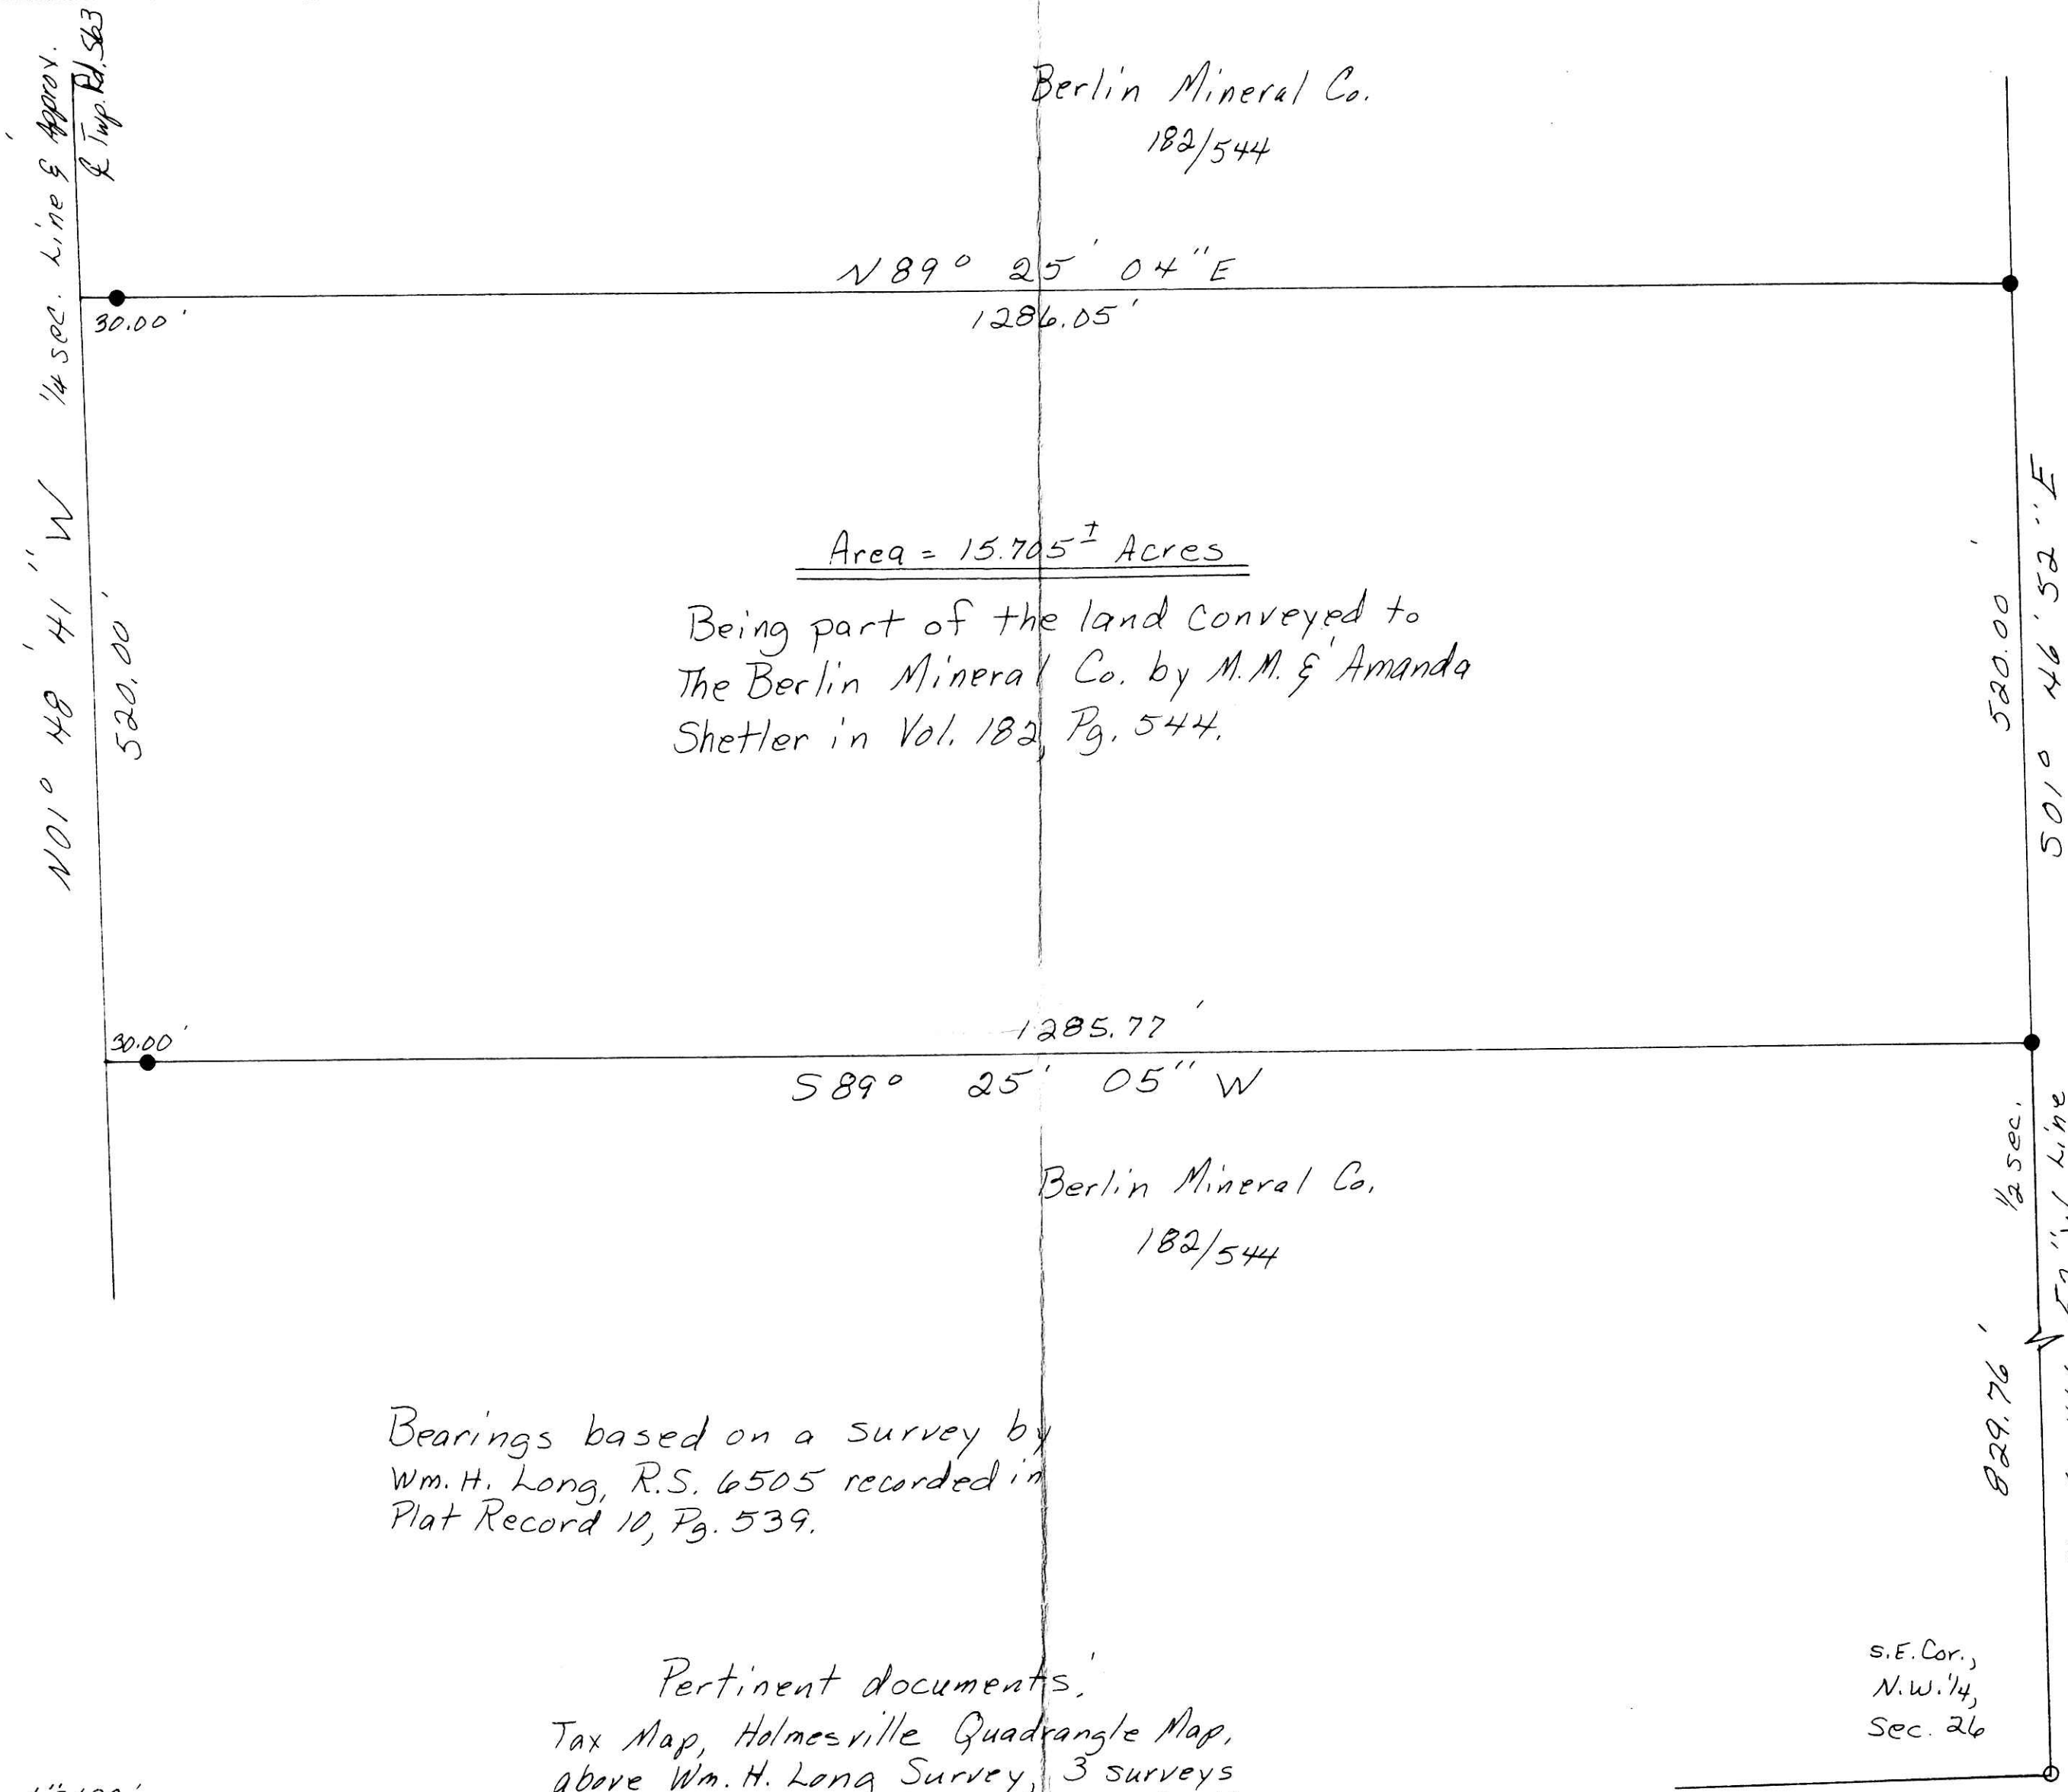 1/4 sec. Line & Approx.
℄ Twp. Rd. 563
Berlin Mineral Co.
182/544
N 89° 25' 04" E
30.00'
1286.05'
N 01° 48' 41" W
520.00'
Area = 15.705± Acres
Being part of the land conveyed to
The Berlin Mineral Co. by M.M. & Amanda
Shetler in Vol. 182, Pg. 544.
520.00'
S 01° 46' 52" E
30.00'
1285.77'
S 89° 25' 05" W
Berlin Mineral Co.
182/544
1/2 sec.
Line
829.76'
Bearings based on a survey by
Wm. H. Long, R.S. 6505 recorded in
Plat Record 10, Pg. 539.
S.E. Cor.,
N.W. 1/4,
Sec. 26
Pertinent documents:
Tax Map, Holmesville Quadrangle Map,
above Wm. H. Long Survey, 3 surveys